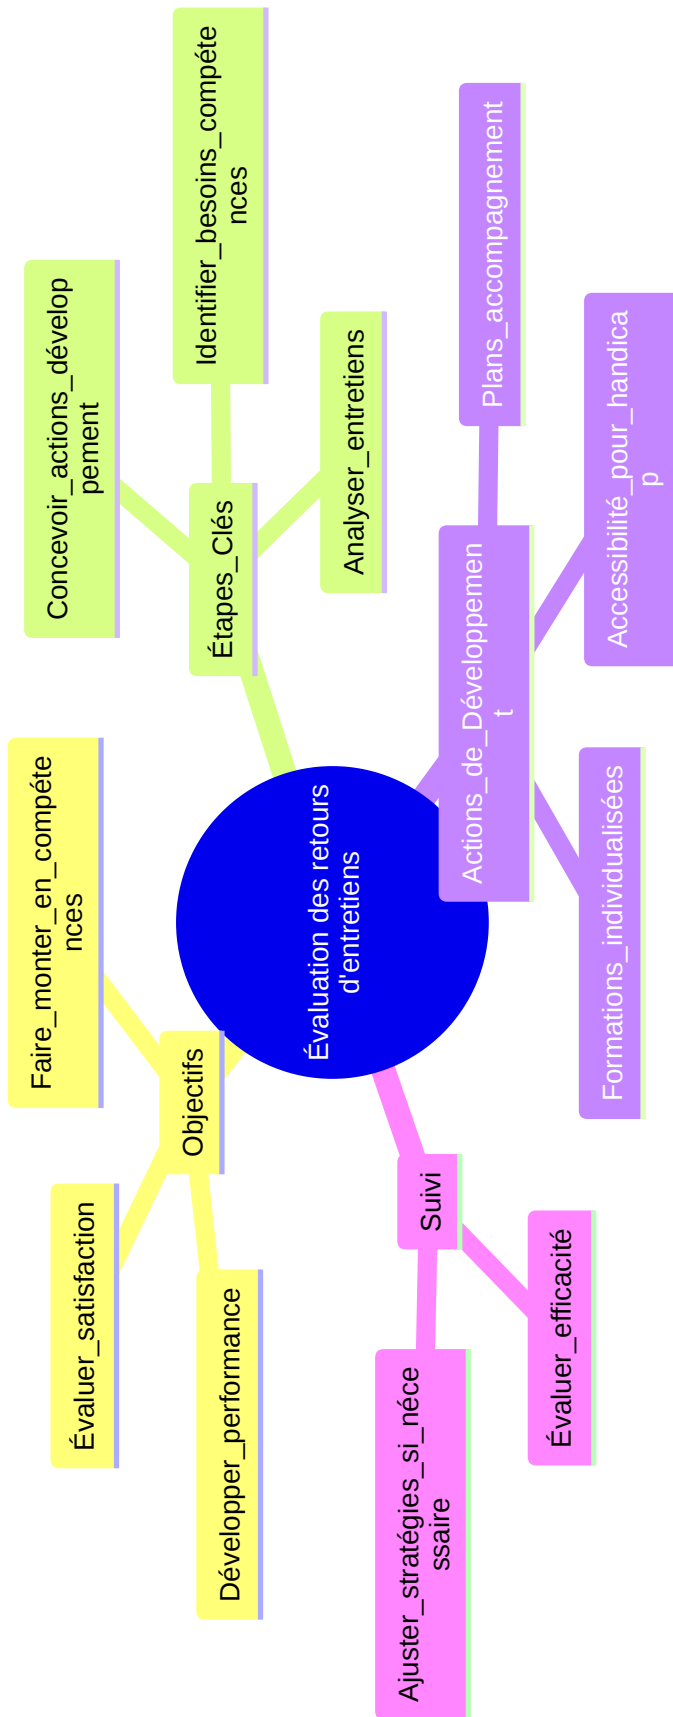 Évaluation des retours
d'entretiens
Objectifs
Faire_monter_en_compéte
nces
Évaluer_satisfaction
Développer_performance
Étapes_Clés
Concevoir_actions_dévelop
pement
Identifier_besoins_compéte
nces
Analyser_entretiens
Actions_de_Développemen
t
Plans_accompagnement
Accessibilité_pour_handica
p
Formations_individualisées
Suivi
Ajuster_stratégies_si_néce
ssaire
Évaluer_efficacité